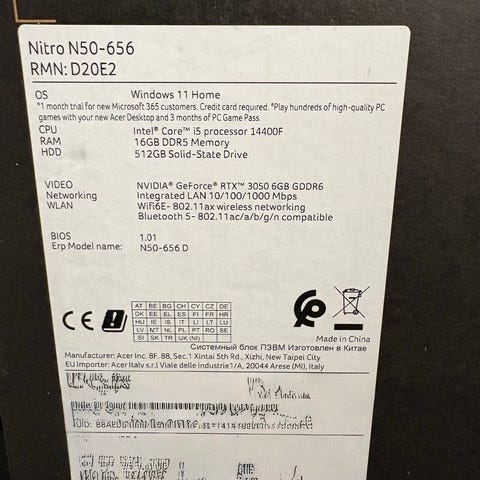 Nitro N50-656
RMN: D20E2
OS Windows 11 Home
*1 month trial for new Microsoft 365 customers. Credit card required. *Play hundreds of high-quality PC
games with your new Acer Desktop and 3 months of PC Game Pass.
CPU Intel® Core™ i5 processor 14400F
RAM 16GB DDR5 Memory
HDD 512GB Solid-State Drive
VIDEO NVIDIA® GeForce® RTX™ 3050 6GB GDDR6
Networking Integrated LAN 10/100/1000 Mbps
WLAN Wifi6E- 802.11ax wireless networking
Bluetooth 5- 802.11ac/a/b/g/n compatible
BIOS 1.01
Erp Model name: N50-656 D
CE
AT BE BG CH CY CZ DE
DK EE EL ES FI FR HR
HU IE IS IT LI LT LU
LV MT NL PL PT RO SE
SI SK TR UK(NI)
Made in China
Системный блок ПЭВМ Изготовлен в Китае
Manufacturer: Acer Inc. 8F. 88, Sec.1 Xintai 5th Rd., Xizhi, New Taipei City
EU Importer: Acer Italy s.r.l Viale delle Industrie1/A, 20044 Arese (MI), Italy